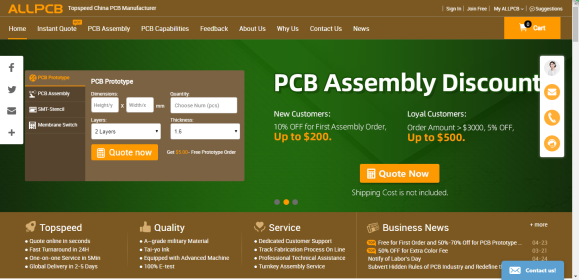 ALLPCB Topspeed China PCB Manufacturer
Sign In | Join Free | My ALLPCB | Suggestions
Home Instant Quote PCB Assembly PCB Capabilities Feedback About Us Why Us Contact Us News
0 Cart
PCB Prototype
PCB Assembly
SMT-Stencil
Membrane Switch
PCB Prototype
Dimensions: Quantity:
Height/y X Width/x mm Choose Num (pcs)
Layers: Thickness:
2 Layers 1.6
Quote now Get Free Prototype Order
PCB Assembly Discount
New Customers:
10% OFF for First Assembly Order,
Up to $200.
Loyal Customers:
Order Amount > $3000, 5% OFF,
Up to $500.
Quote Now
Shipping Cost is not included.
Topspeed
Quote online in seconds
Fast Turnaround in 24H
One-on-one Service in 5Min
Global Delivery in 2-5 Days
Quality
A-grade military Material
Tai-yo Ink
Equipped with Advanced Machine
100% E-test
Service
Dedicated Customer Support
Track Fabrication Process On Line
Professional Technical Assistance
Turnkey Assembly Service
Business News + more
Free for First Order and 50%-70% Off for PCB Prototype... 04-23
50% OFF for Extra Color Fee 03-21
Notify of Labor's Day 04-24
Subvert Hidden Rules of PCB Industry and Redefine
Contact us!